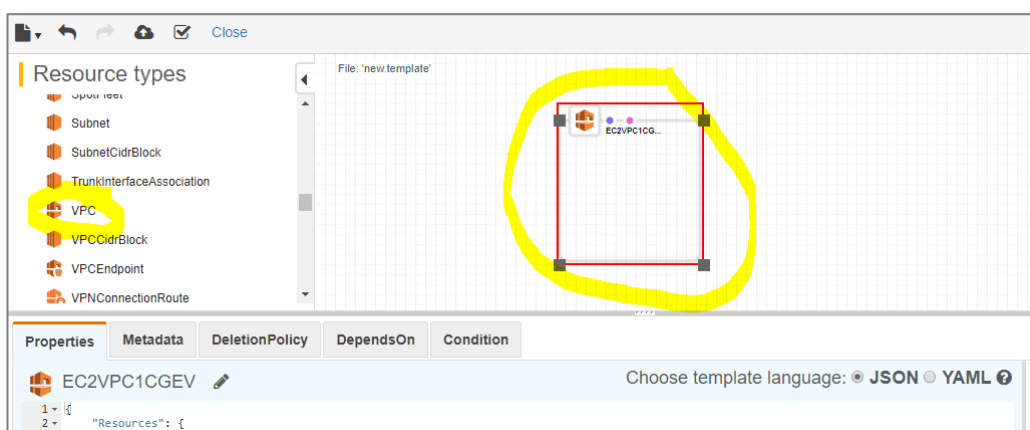 Close
Resource types
File: 'new.template'
SpotFleet
Subnet
SubnetCidrBlock
TrunkInterfaceAssociation
VPC
VPCCidrBlock
VPCEndpoint
VPNConnectionRoute
EC2VPC1CG...
Properties Metadata DeletionPolicy DependsOn Condition
EC2VPC1CGEV
Choose template language: JSON YAML
1 {
2 "Resources": {